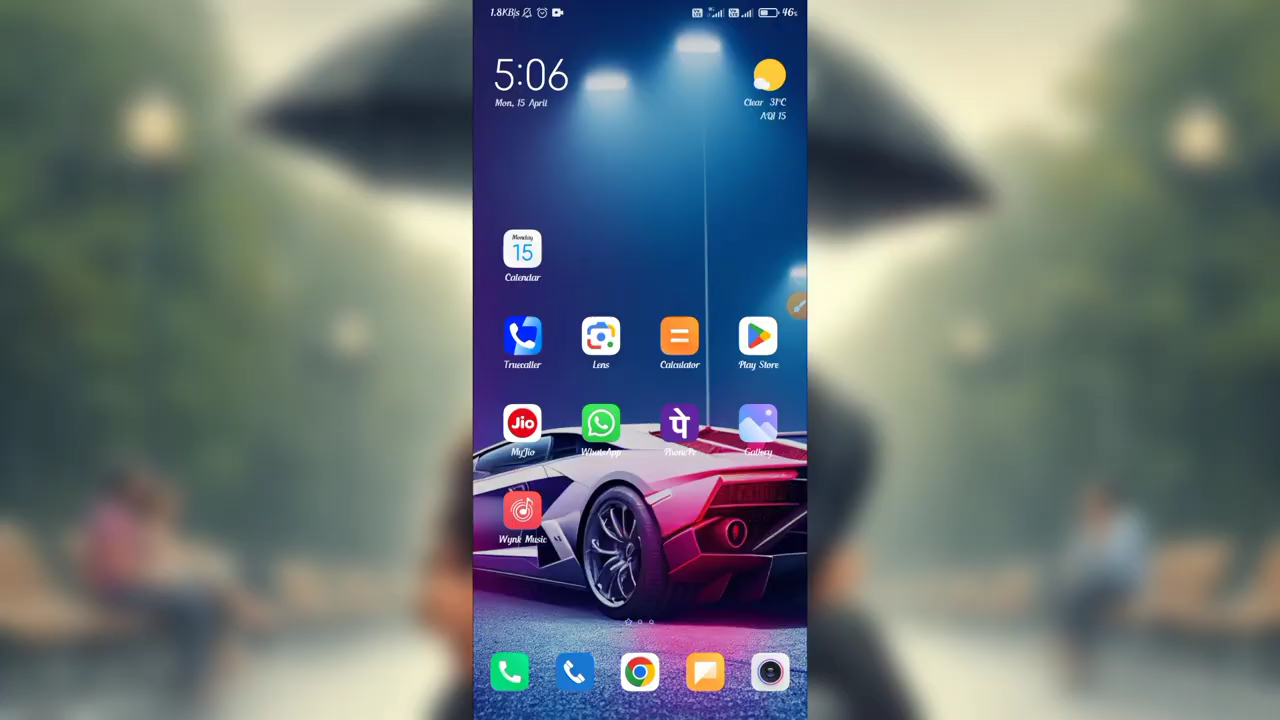 1.8KB/s 46%
5:06
Mon, 15 April
Clear 31°C
AQI 15
Monday
15
Calendar
Truecaller Lens Calculator Play Store
Jio पे
MyJio WhatsApp PhonePe Gallery
Wynk Music